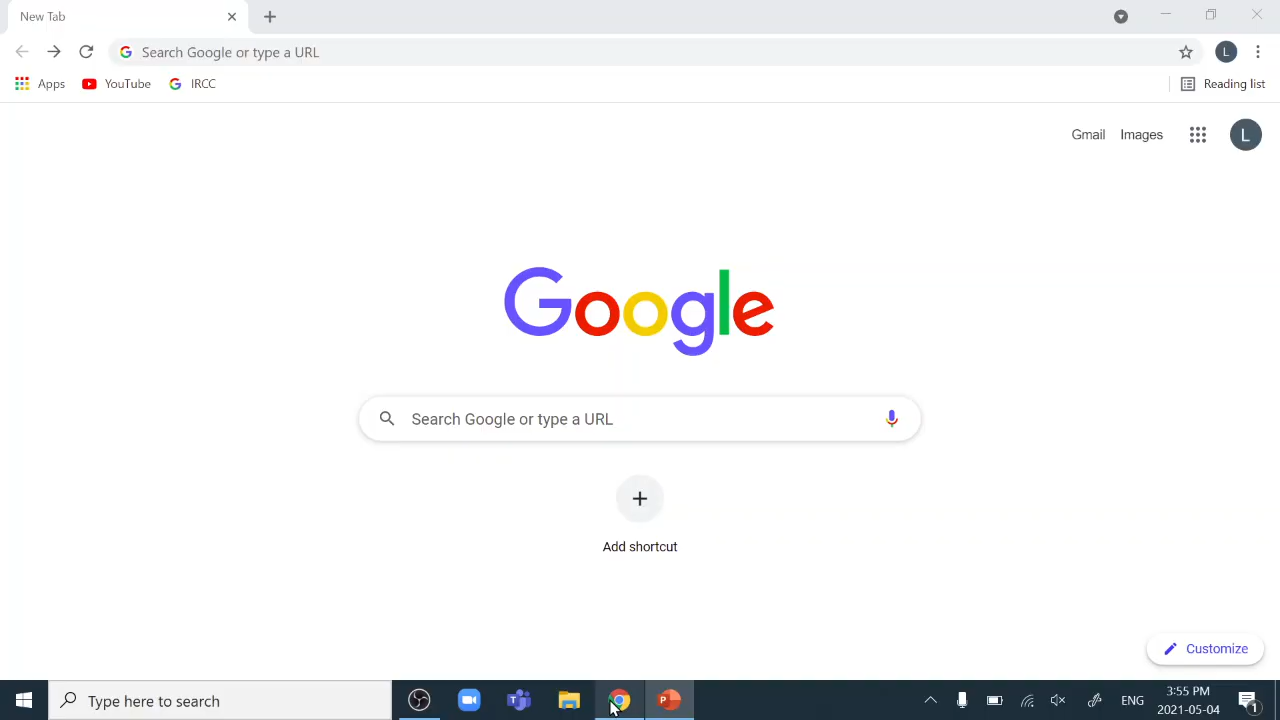 New Tab
Search Google or type a URL
Apps YouTube IRCC Reading list
Gmail Images L
Google
Search Google or type a URL
Add shortcut
Customize
Type here to search
ENG
3:55 PM
2021-05-04
1